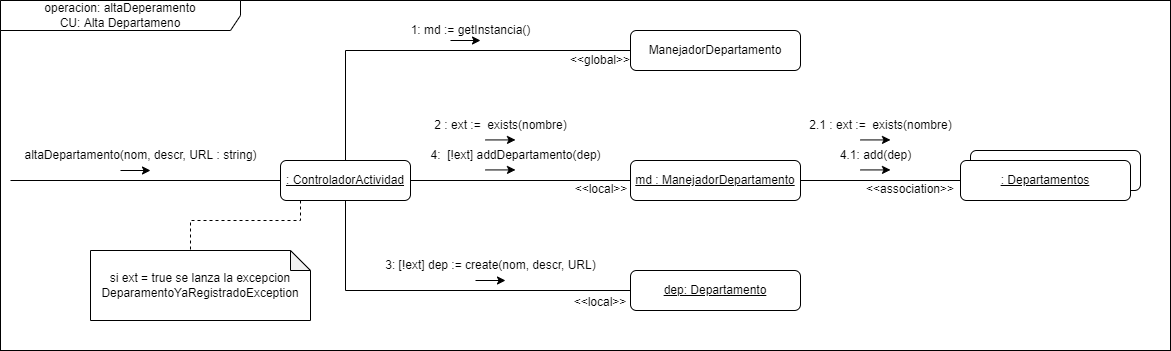 operacion: altaDeperamento
CU: Alta Departameno
1: md := getInstancia()
ManejadorDepartamento
<<global>>
2 : ext := exists(nombre)
2.1 : ext := exists(nombre)
altaDepartamento(nom, descr, URL : string)
4: [!ext] addDepartamento(dep)
4.1: add(dep)
: ControladorActividad
md : ManejadorDepartamento
: Departamentos
<<local>>
<<association>>
si ext = true se lanza la excepcion
DeparamentoYaRegistradoException
3: [!ext] dep := create(nom, descr, URL)
dep: Departamento
<<local>>